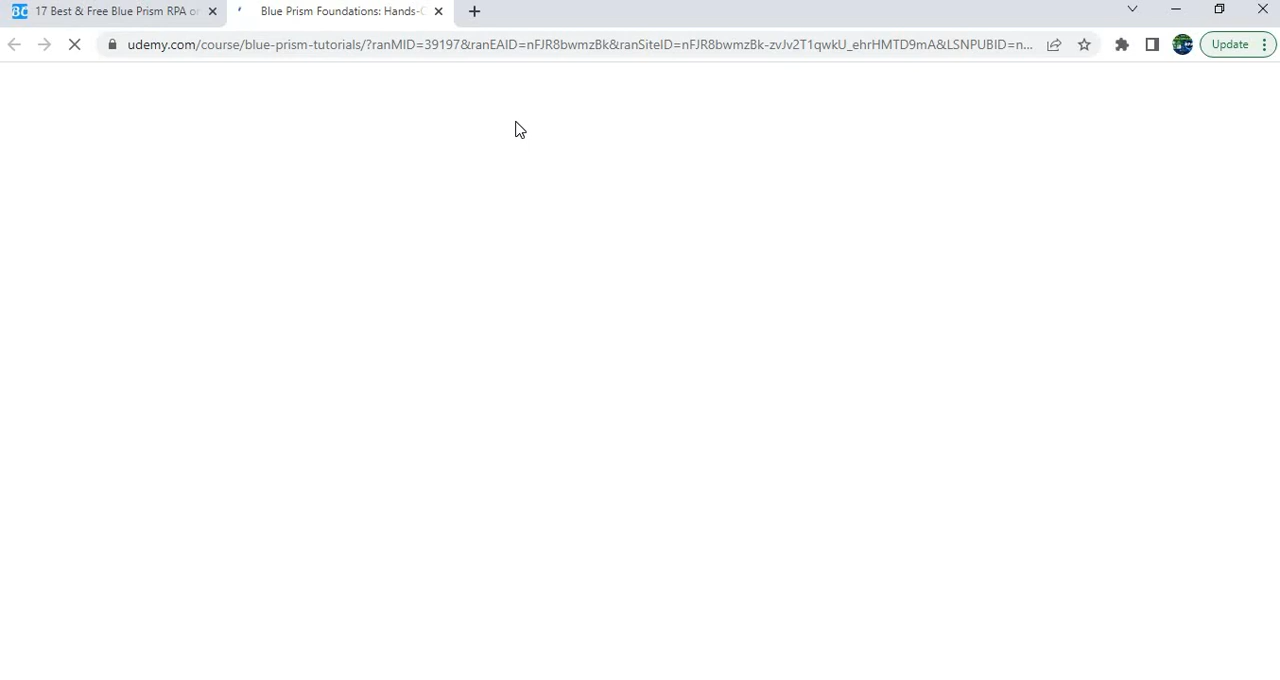 8C 17 Best & Free Blue Prism RPA or
Blue Prism Foundations: Hands-
udemy.com/course/blue-prism-tutorials/?ranMID=39197&ranEAID=nFJR8bwmzBk&ranSiteID=nFJR8bwmzBk-zvJv2T1qwkU_ehrHMTD9mA&LSNPUBID=n...
Update